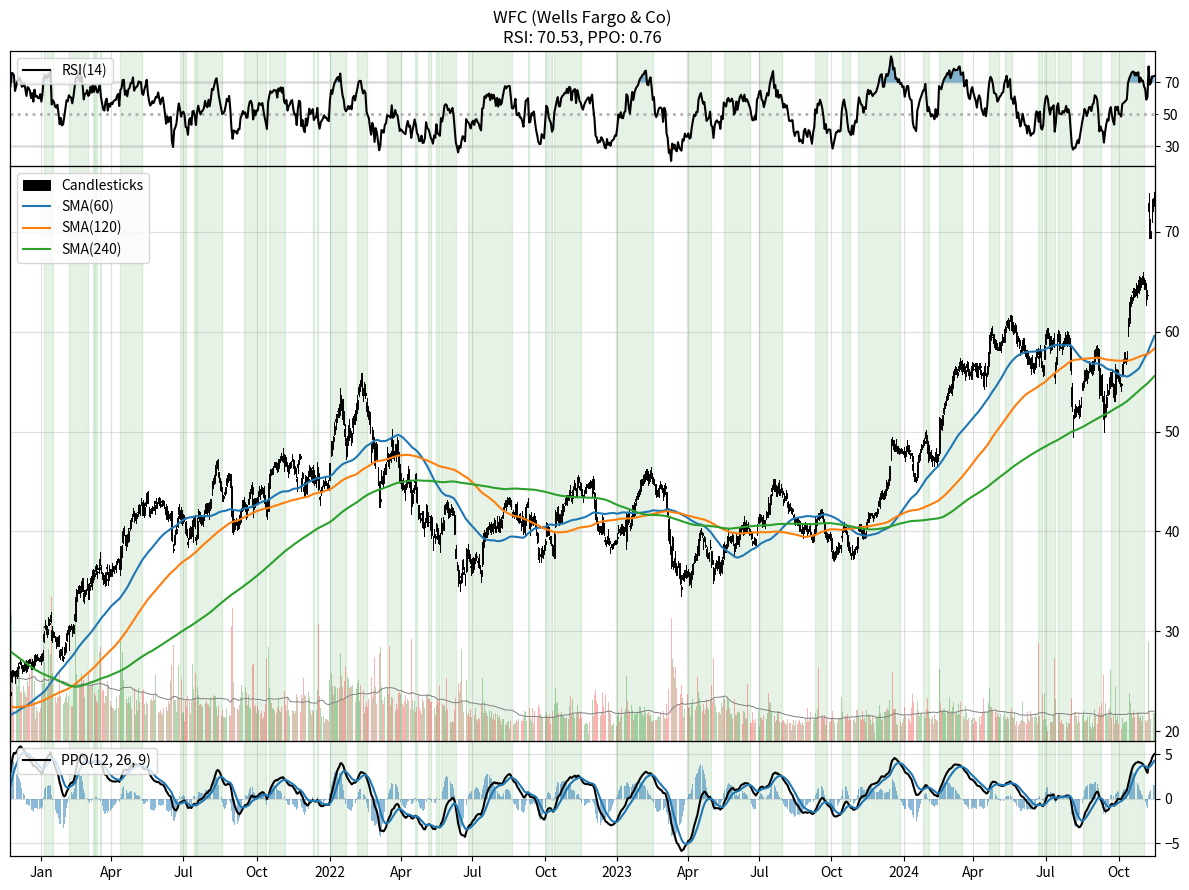 WFC (Wells Fargo & Co)
RSI: 70.53, PPO: 0.76
RSI(14)
70
50
30
Candlesticks
SMA(60)
SMA(120)
SMA(240)
70
60
50
40
30
20
PPO(12, 26, 9)
5
0
−5
Jan Apr Jul Oct 2022 Apr Jul Oct 2023 Apr Jul Oct 2024 Apr Jul Oct